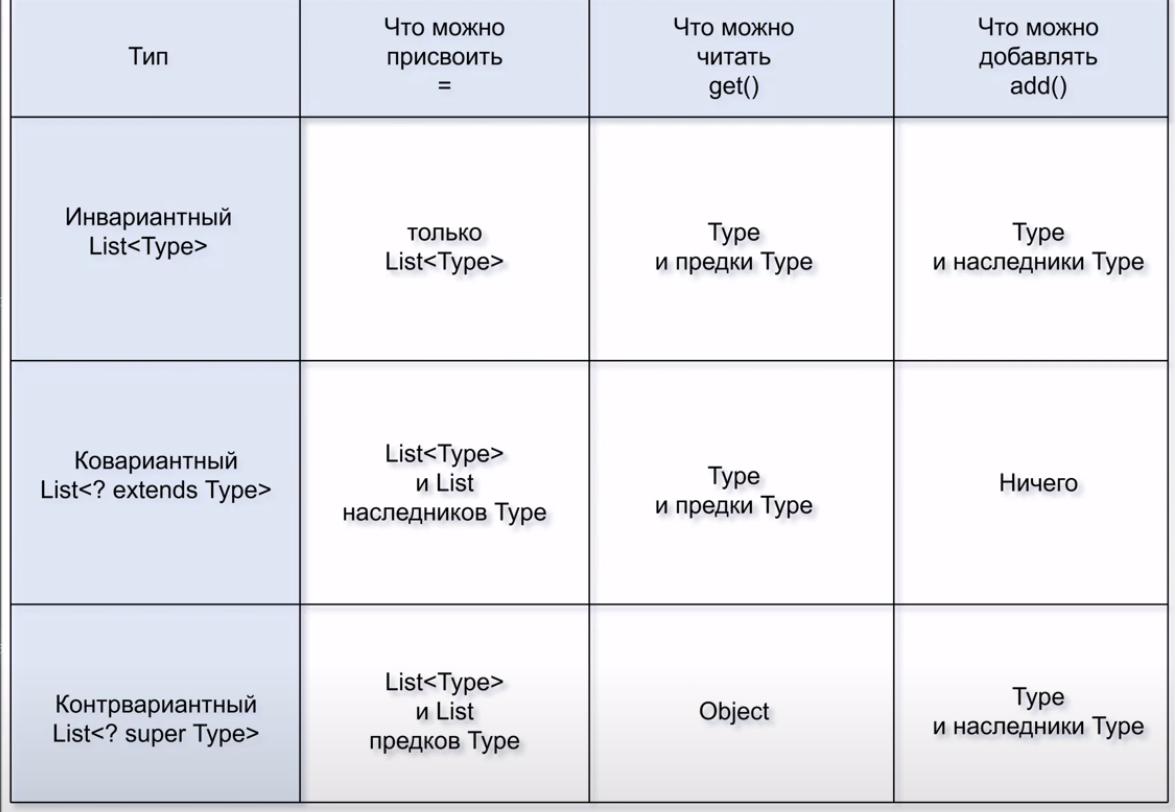 Тип
Что можно
присвоить
=
Что можно
читать
get()
Что можно
добавлять
add()
Инвариантный
List<Type>
только
List<Type>
Type
и предки Type
Type
и наследники Type
Ковариантный
List<? extends Type>
List<Type>
и List
наследников Type
Type
и предки Type
Ничего
Контрвариантный
List<? super Type>
List<Type>
и List
предков Type
Object
Type
и наследники Type